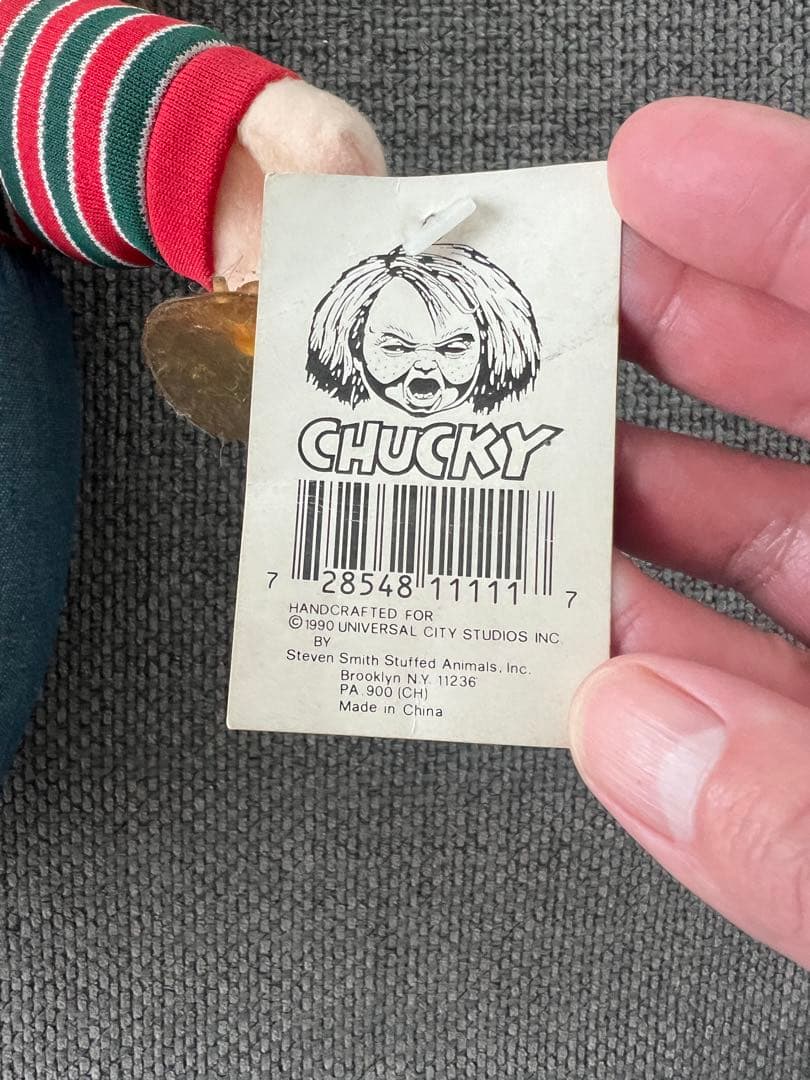 CHUCKY
7 28548 11111 7
HANDCRAFTED FOR
©1990 UNIVERSAL CITY STUDIOS INC.
BY
Steven Smith Stuffed Animals, Inc.
Brooklyn N.Y. 11236
PA. 900 (CH)
Made in China